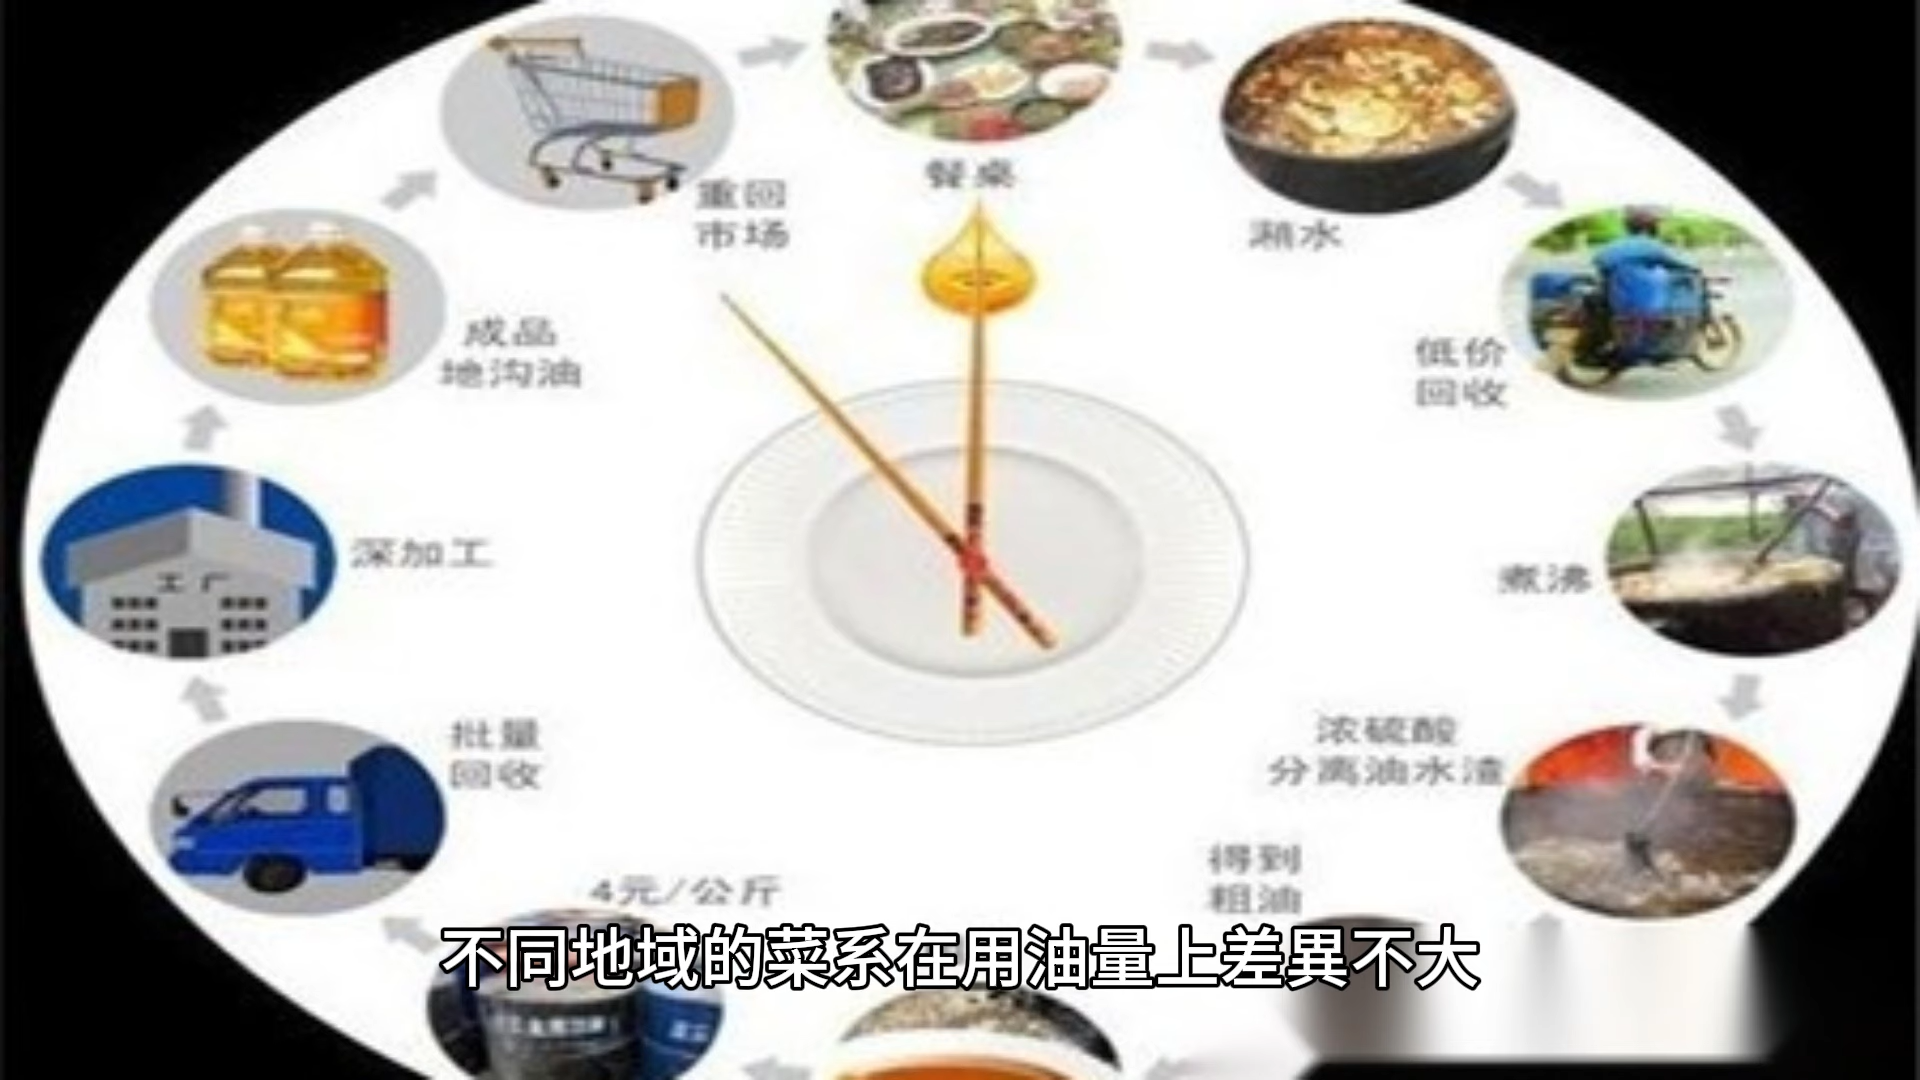 餐桌
潲水
低价
回收
煮沸
浓硫酸
分离油水渣
得到
粗油
4元/公斤
批量
回收
深加工
工厂
成品
地沟油
重回
市场
不同地域的菜系在用油量上差異不大